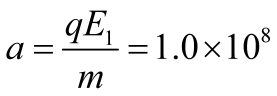 a = qE₁/m = 1.0×10⁸